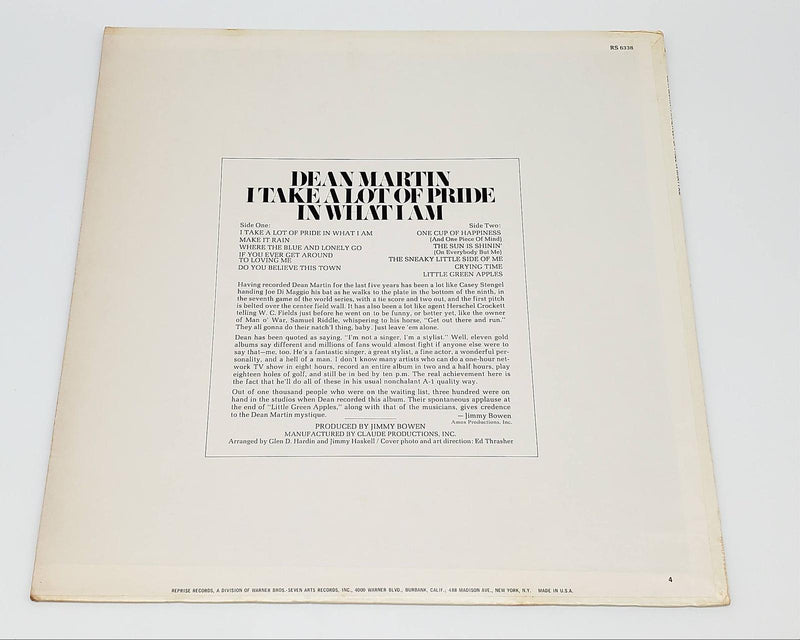 RS 6338
DEAN MARTIN
I TAKE A LOT OF PRIDE
IN WHAT I AM
Side One:
I TAKE A LOT OF PRIDE IN WHAT I AM
MAKE IT RAIN
WHERE THE BLUE AND LONELY GO
IF YOU EVER GET AROUND
TO LOVING ME
DO YOU BELIEVE THIS TOWN
Side Two:
ONE CUP OF HAPPINESS
(And One Piece Of Mind)
THE SUN IS SHININ'
(On Everybody But Me)
THE SNEAKY LITTLE SIDE OF ME
CRYING TIME
LITTLE GREEN APPLES
Having recorded Dean Martin for the last five years has been a lot like Casey Stengel
handing Joe Di Maggio his bat as he walks to the plate in the bottom of the ninth, in
the seventh game of the world series, with a tie score and two out, and the first pitch
is belted over the center field wall. It has also been a lot like agent Herschel Crockett
telling W. C. Fields just before he went on to be funny, or better yet, like the owner
of Man o' War, Samuel Riddle, whispering to his horse, "Get out there and run."
They all gonna do their natch'l thing, baby. Just leave 'em alone.
Dean has been quoted as saying, "I'm not a singer, I'm a stylist." Well, eleven gold
albums say different and millions of fans would almost fight if anyone else were to
say that—me, too. He's a fantastic singer, a great stylist, a fine actor, a wonderful per-
sonality, and a hell of a man. I don't know many artists who can do a one-hour net-
work TV show in eight hours, record an entire album in two and a half hours, play
eighteen holes of golf, and still be in bed by ten p.m. The real achievement here is
the fact that he'll do all of these in his usual nonchalant A-1 quality way.
Out of one thousand people who were on the waiting list, three hundred were on
hand in the studios when Dean recorded this album. Their spontaneous applause at
the end of "Little Green Apples," along with that of the musicians, gives credence
to the Dean Martin mystique.
— Jimmy Bowen
Amos Productions, Inc.
PRODUCED BY JIMMY BOWEN
MANUFACTURED BY CLAUDE PRODUCTIONS, INC.
Arranged by Glen D. Hardin and Jimmy Haskell / Cover photo and art direction: Ed Thrasher
4
REPRISE RECORDS, A DIVISION OF WARNER BROS.-SEVEN ARTS RECORDS, INC., 4000 WARNER BLVD., BURBANK, CALIF.; 488 MADISON AVE., NEW YORK, N.Y. MADE IN U.S.A.